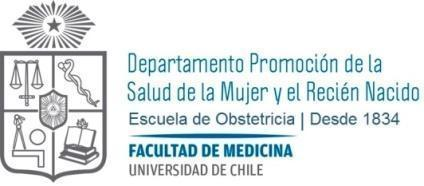 Departamento Promoción de la
Salud de la Mujer y el Recién Nacido
Escuela de Obstetricia | Desde 1834
FACULTAD DE MEDICINA
UNIVERSIDAD DE CHILE